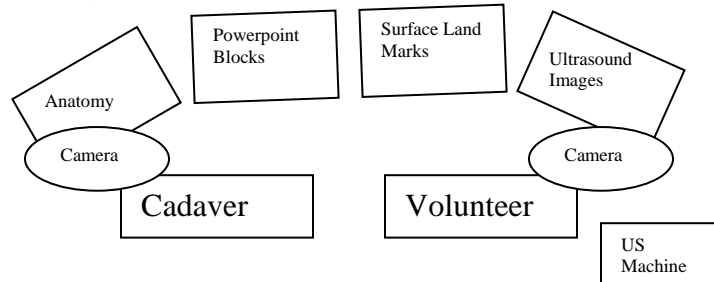 Powerpoint
Blocks
Surface Land
Marks
Ultrasound
Images
Anatomy
Camera
Camera
Cadaver
Volunteer
US
Machine